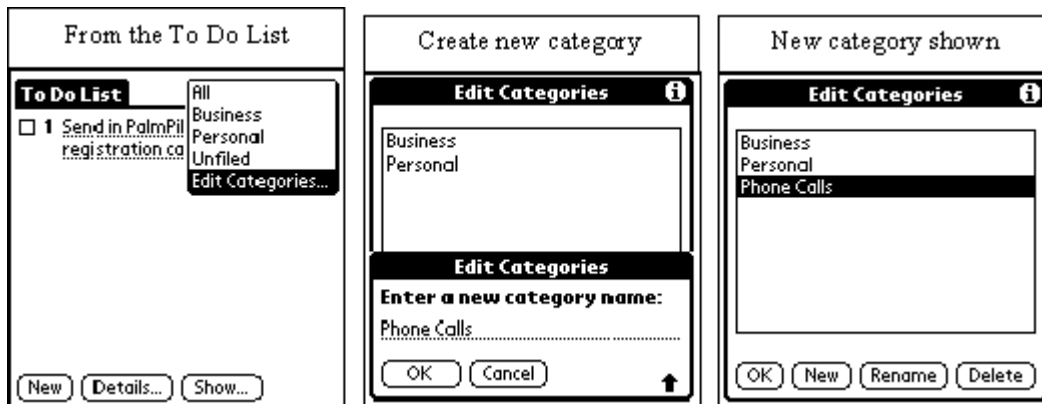 From the To Do List
To Do List
All
Business
Personal
Unfiled
Edit Categories...
1 Send in PalmPil
registration ca
New Details... Show...
Create new category
Edit Categories
Business
Personal
Edit Categories
Enter a new category name:
Phone Calls
OK Cancel
New category shown
Edit Categories
Business
Personal
Phone Calls
OK New Rename Delete